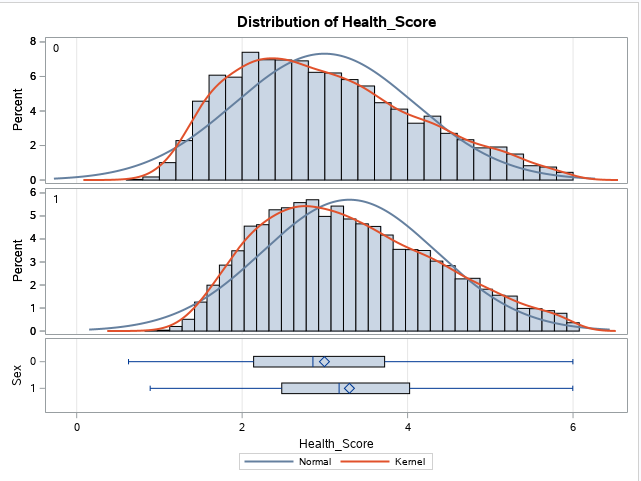 Distribution of Health_Score
0
8
6
4
2
0
Percent
1
6
5
4
3
2
1
0
Percent
0
1
Sex
0 2 4 6
Health_Score
Normal Kernel